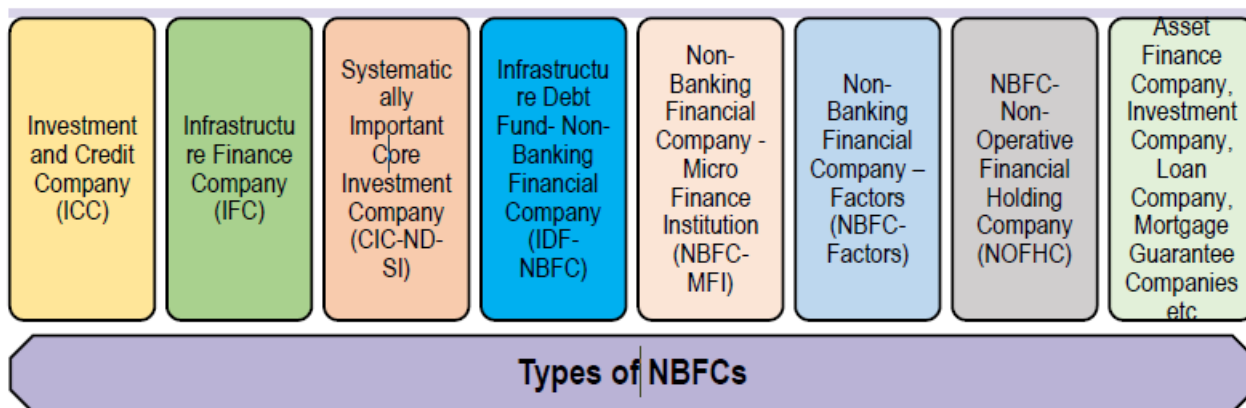 Investment
and Credit
Company
(ICC)
Infrastructu
re Finance
Company
(IFC)
Systematic
ally
Important
Core
Investment
Company
(CIC-ND-
SI)
Infrastructu
re Debt
Fund- Non-
Banking
Financial
Company
(IDF-
NBFC)
Non-
Banking
Financial
Company -
Micro
Finance
Institution
(NBFC-
MFI)
Non-
Banking
Financial
Company –
Factors
(NBFC-
Factors)
NBFC-
Non-
Operative
Financial
Holding
Company
(NOFHC)
Asset
Finance
Company,
Investment
Company,
Loan
Company,
Mortgage
Guarantee
Companies
etc
Types of NBFCs